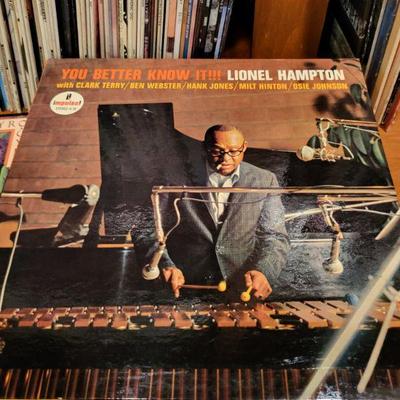 YOU BETTER KNOW IT!!! LIONEL HAMPTON
with CLARK TERRY/BEN WEBSTER/HANK JONES/MILT HINTON/OSIE JOHNSON
impulse!